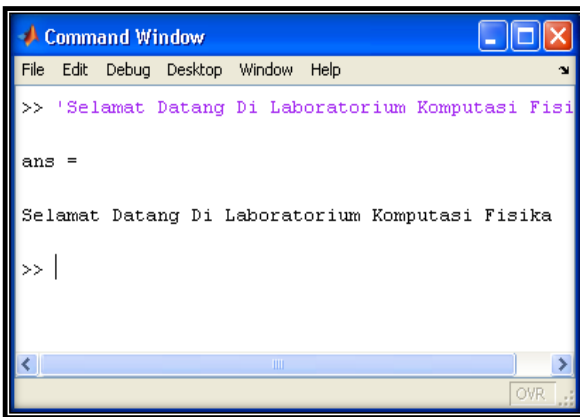 Command Window
File Edit Debug Desktop Window Help
>> 'Selamat Datang Di Laboratorium Komputasi Fisi
ans =
Selamat Datang Di Laboratorium Komputasi Fisika
>>
OVR